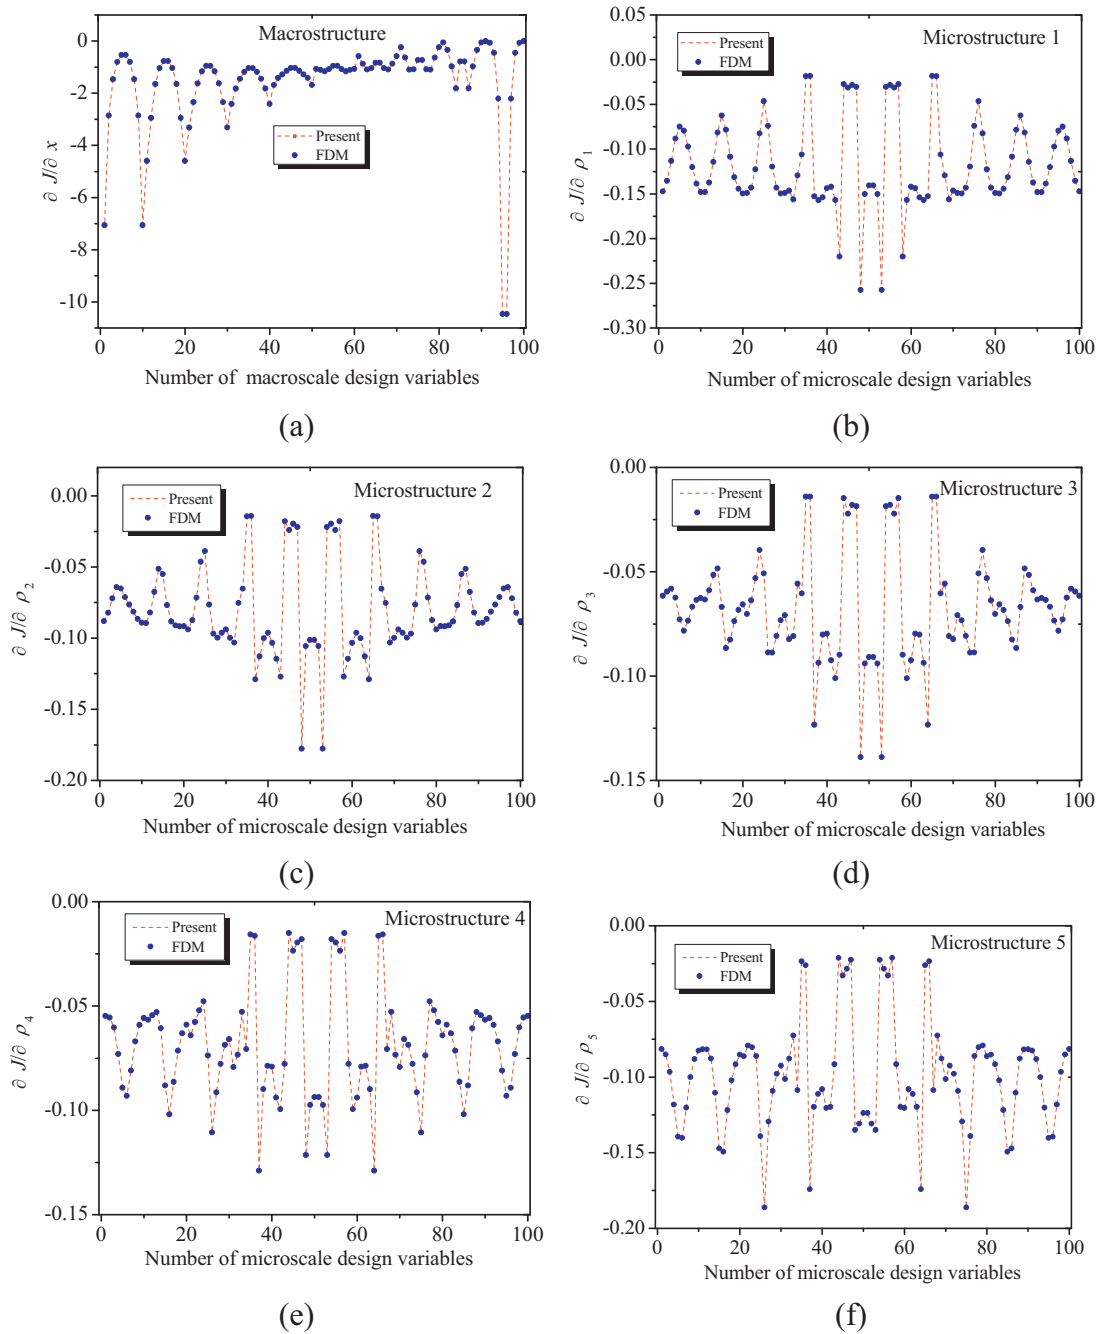 Macrostructure
Present
FDM
0
-2
-4
-6
-8
-10
∂ J/∂ x
0 20 40 60 80 100
Number of macroscale design variables
(a)
Microstructure 1
Present
FDM
0.05
0.00
-0.05
-0.10
-0.15
-0.20
-0.25
-0.30
∂ J/∂ ρ1
0 20 40 60 80 100
Number of microscale design variables
(b)
Microstructure 2
Present
FDM
0.00
-0.05
-0.10
-0.15
-0.20
∂ J/∂ ρ2
0 20 40 60 80 100
Number of microscale design variables
(c)
Microstructure 3
Present
FDM
0.00
-0.05
-0.10
-0.15
∂ J/∂ ρ3
0 20 40 60 80 100
Number of microscale design variables
(d)
Microstructure 4
Present
FDM
0.00
-0.05
-0.10
-0.15
∂ J/∂ ρ4
0 20 40 60 80 100
Number of microscale design variables
(e)
Microstructure 5
Present
FDM
0.00
-0.05
-0.10
-0.15
-0.20
∂ J/∂ ρ5
0 20 40 60 80 100
Number of microscale design variables
(f)